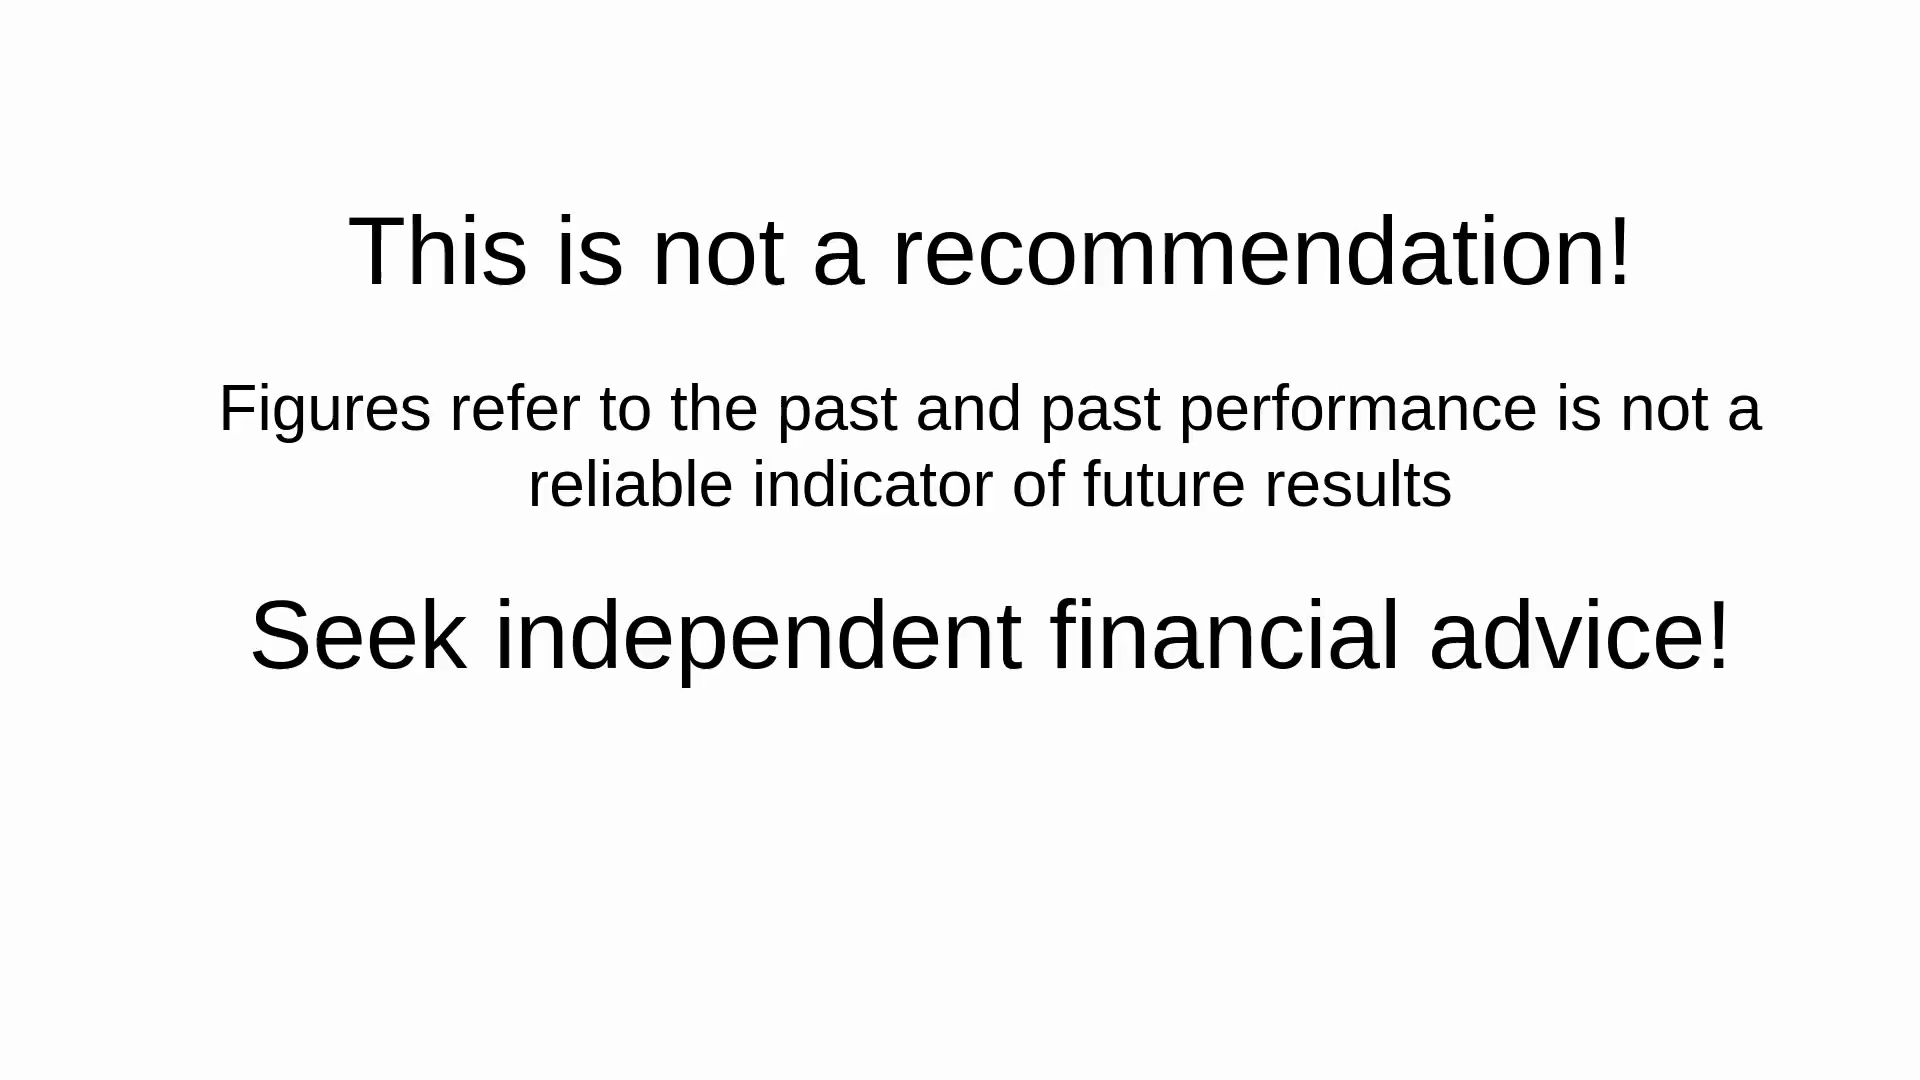 This is not a recommendation!
Figures refer to the past and past performance is not a
reliable indicator of future results
Seek independent financial advice!